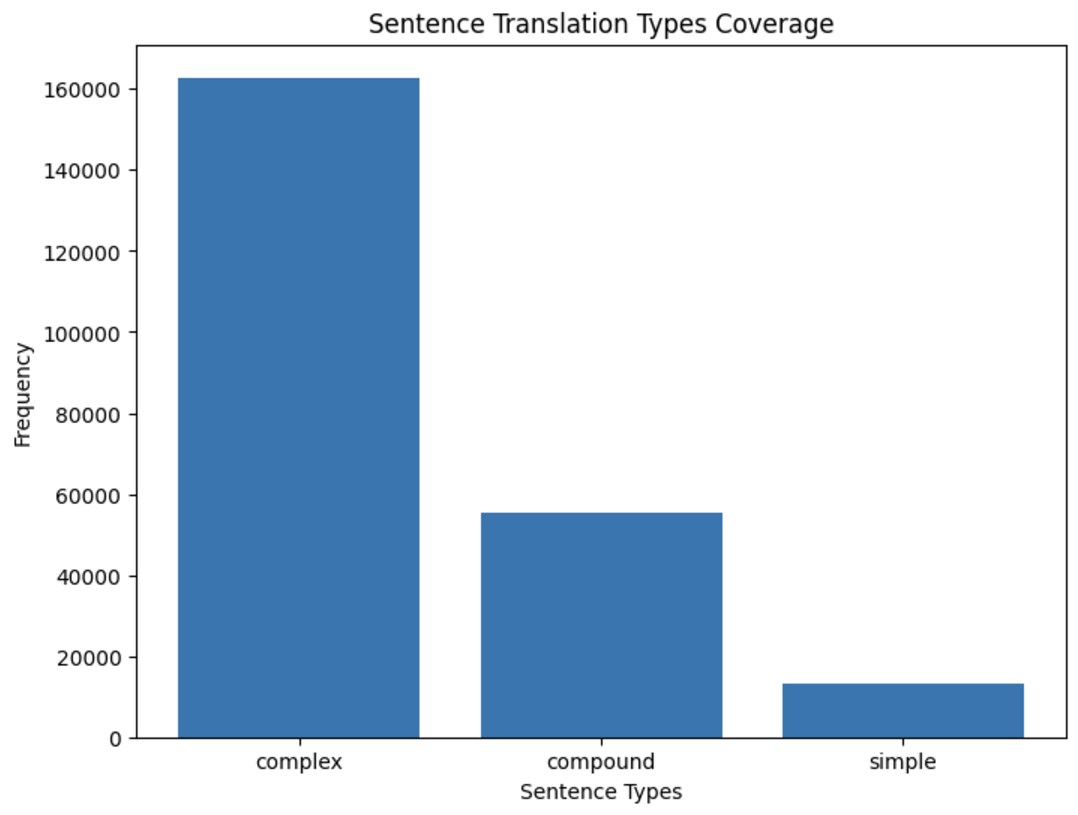 Sentence Translation Types Coverage
160000
140000
120000
100000
80000
60000
40000
20000
0
Frequency
complex compound simple
Sentence Types